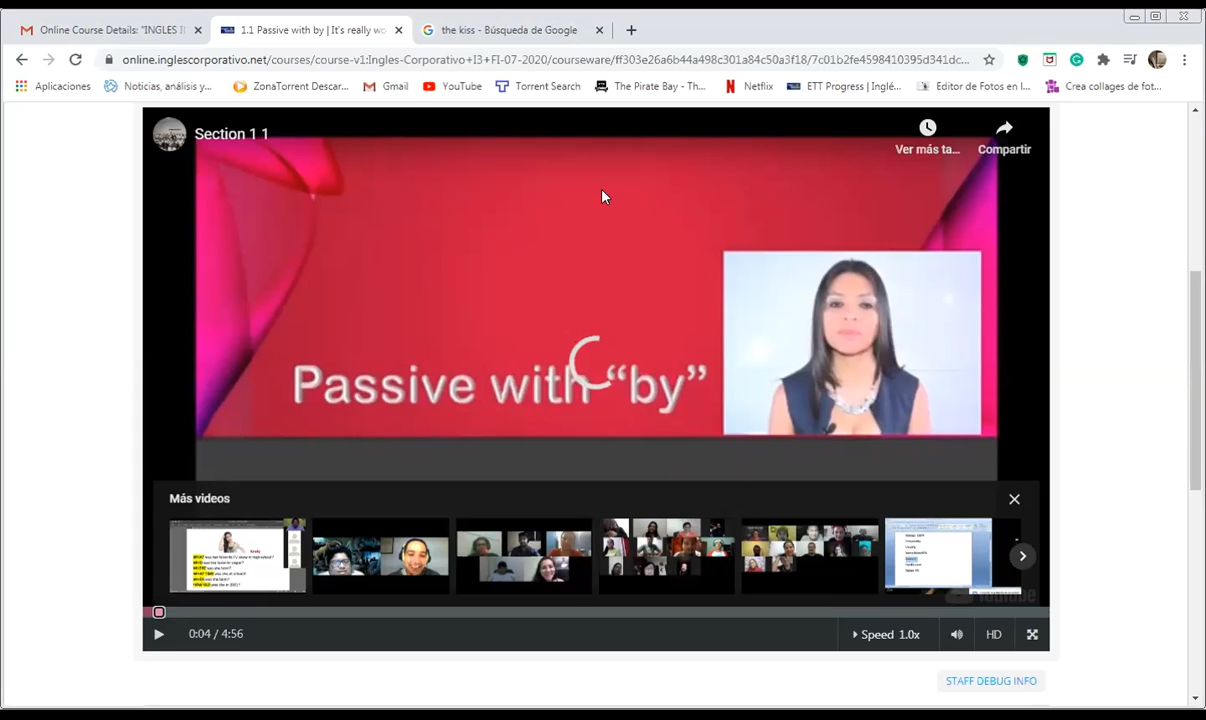 Online Course Details: "INGLES I
1.1 Passive with by | It's really wo
the kiss - Búsqueda de Google
online.inglescorporativo.net/courses/course-v1:Ingles-Corporativo+I3+FI-07-2020/courseware/ff303e26a6b44a498c301a84c50a3f18/7c01b2fe4598410395d341dc...
Aplicaciones
Noticias, análisis y...
ZonaTorrent Descar...
Gmail
YouTube
Torrent Search
The Pirate Bay - Th...
Netflix
ETT Progress | Inglé...
Editor de Fotos en l...
Crea collages de fot...
Section 1 1
Ver más ta...
Compartir
Passive with “by”
Más videos
YouTube
0:04 / 4:56
Speed 1.0x
HD
STAFF DEBUG INFO